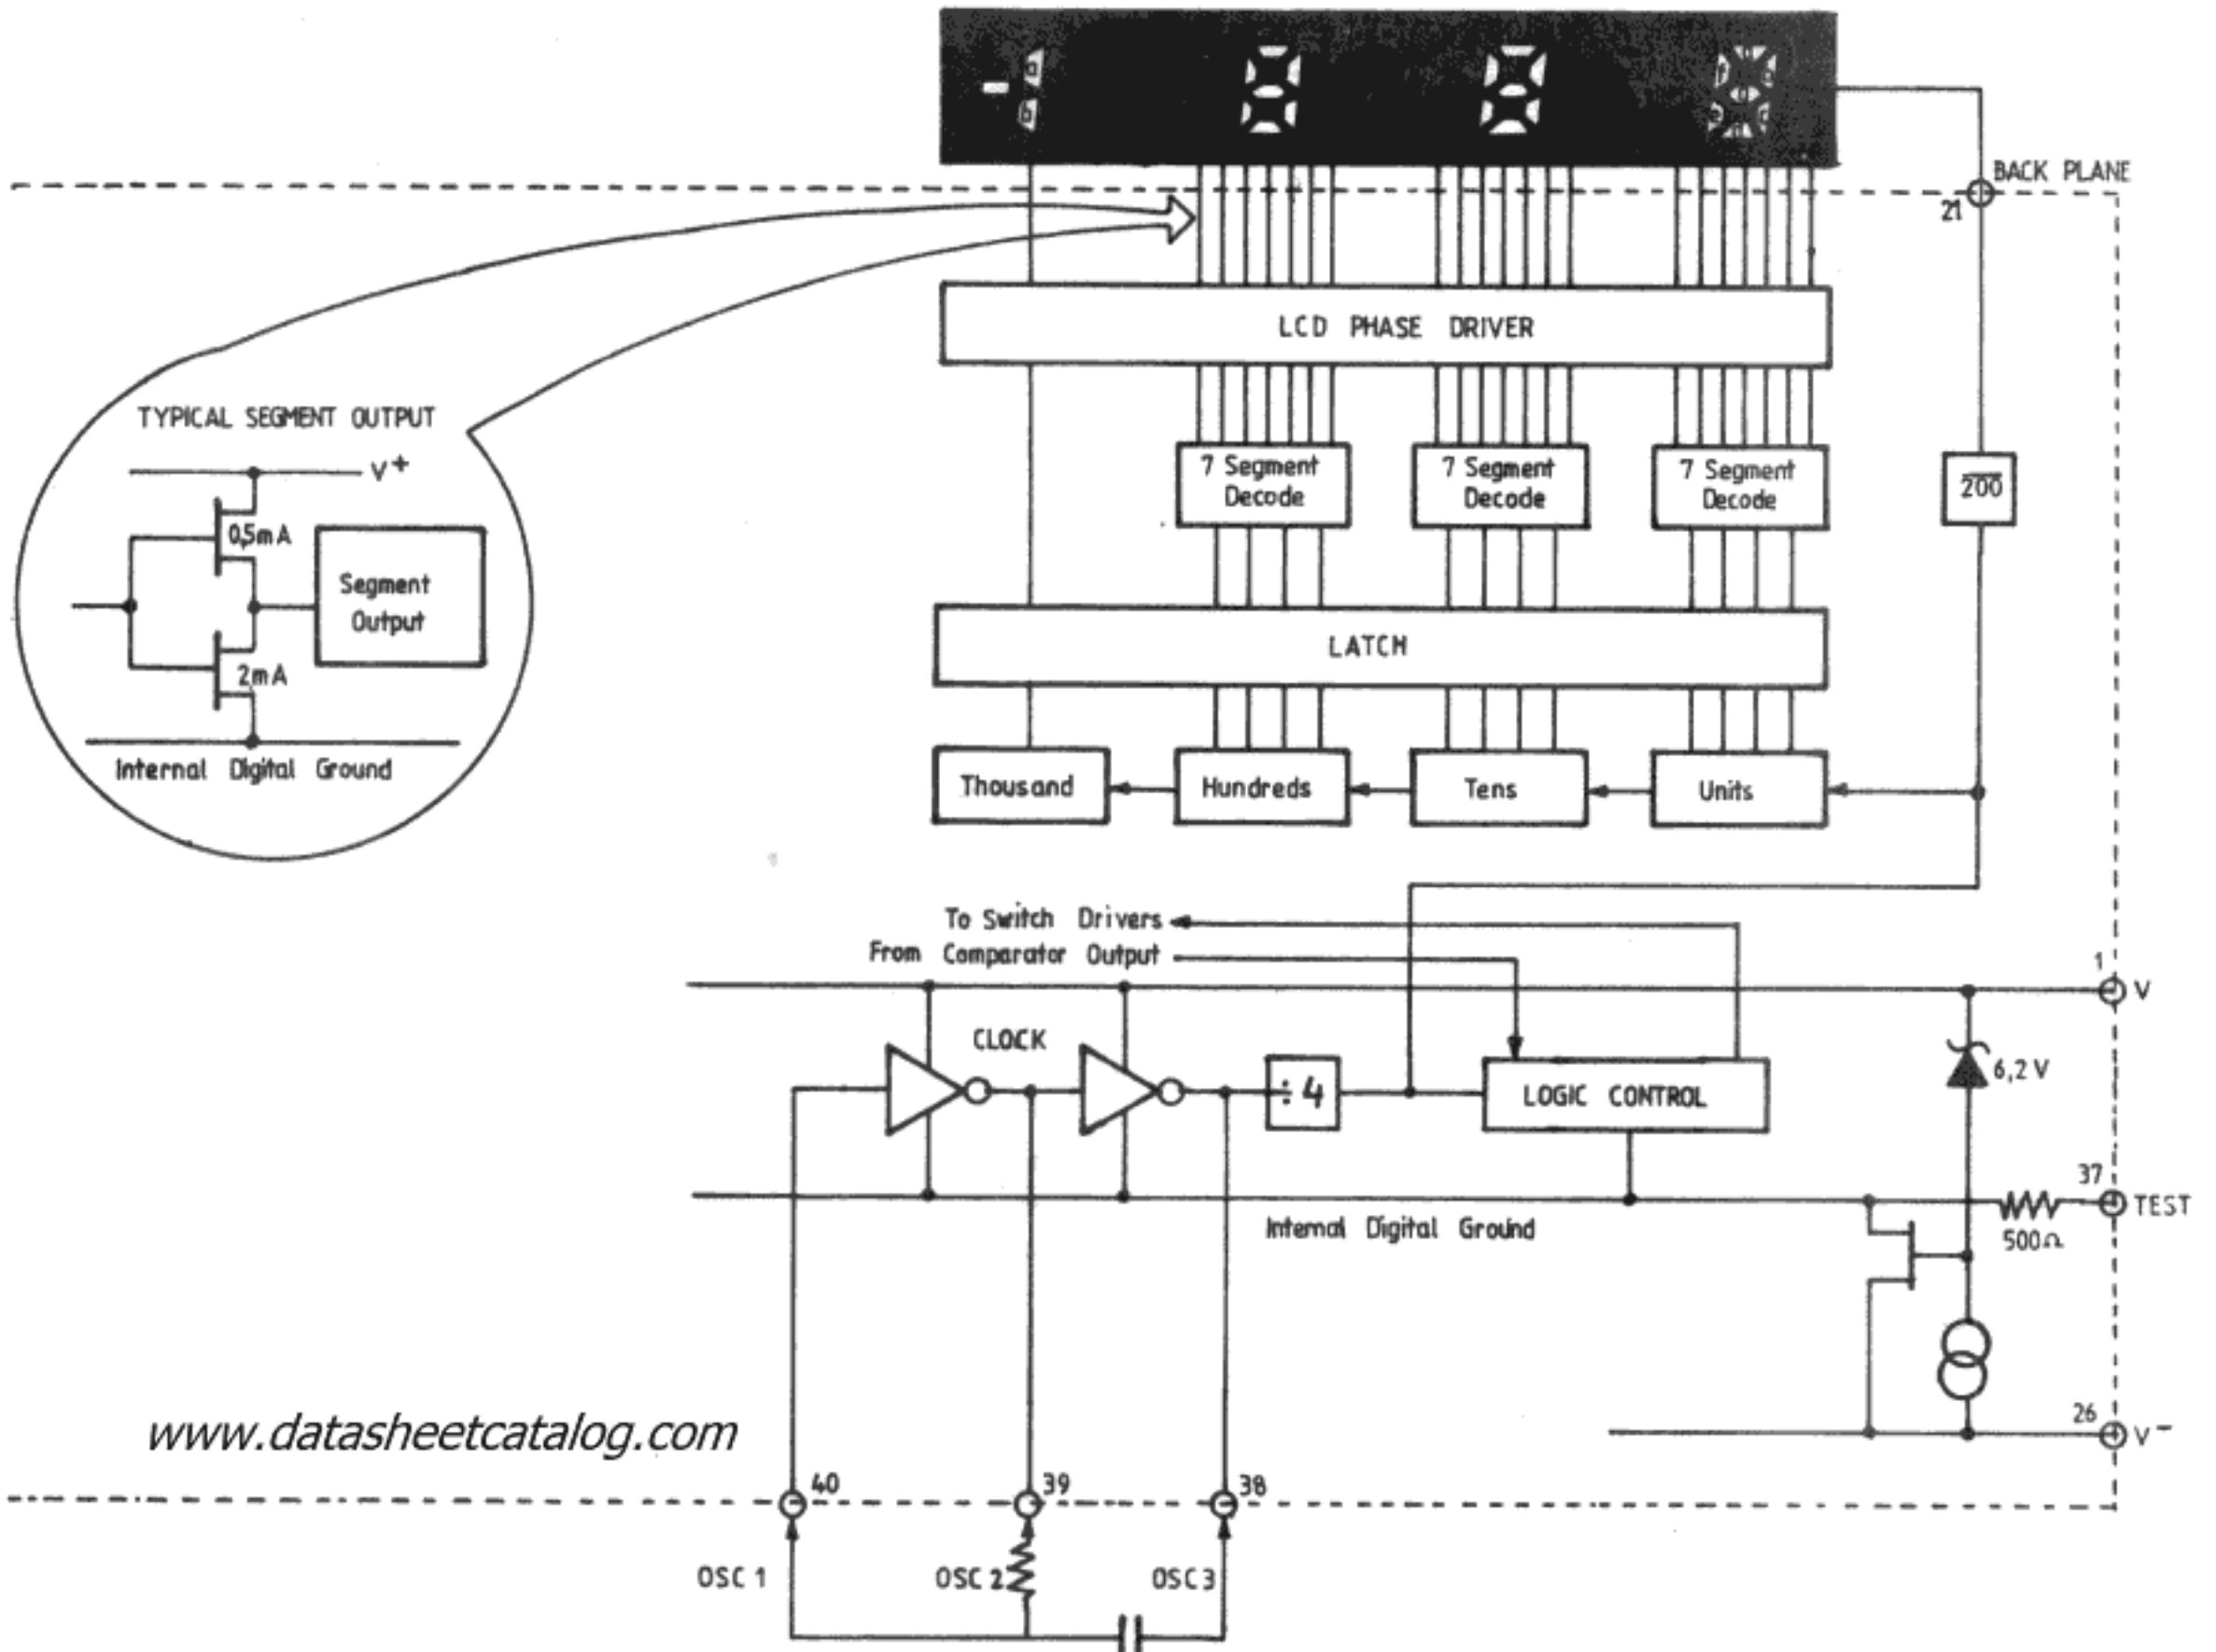 a
b
f
b
g
e
c
d
BACK PLANE
21
LCD PHASE DRIVER
TYPICAL SEGMENT OUTPUT
V+
0,5mA
Segment
Output
2mA
Internal Digital Ground
7 Segment
Decode
7 Segment
Decode
7 Segment
Decode
200
LATCH
Thousand
Hundreds
Tens
Units
To Switch Drivers
From Comparator Output
1
V
CLOCK
6,2 V
÷4
LOGIC CONTROL
37
TEST
Internal Digital Ground
500Ω
26
V−
www.datasheetcatalog.com
40
39
38
OSC 1
OSC 2
OSC 3